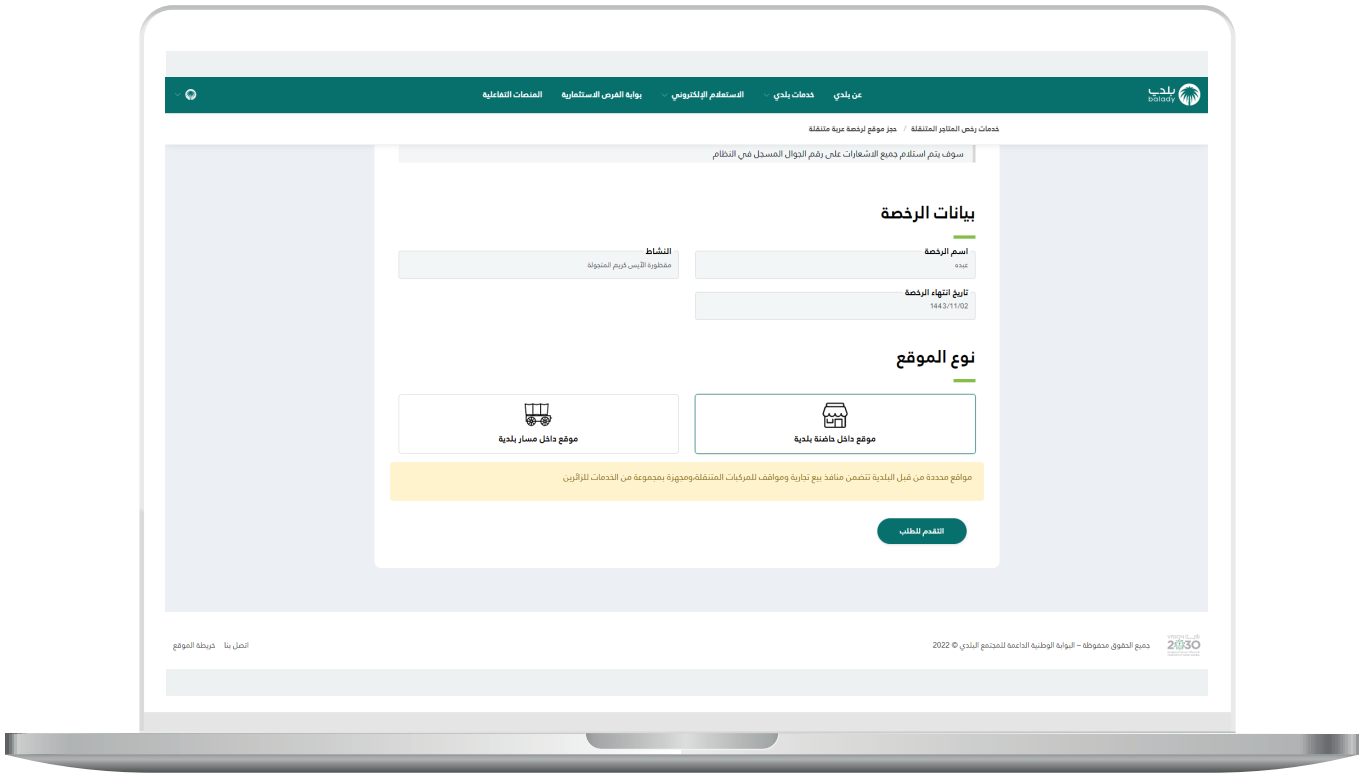 بلدي
balady
عن بلدي
خدمات بلدي
الاستعلام الإلكتروني
بوابة الفرص الاستثمارية
المنصات التفاعلية
خدمات رخص المتاجر المتنقلة / حجز موقع لرخصة عربة متنقلة
سوف يتم استلام جميع الاشعارات على رقم الجوال المسجل في النظام
بيانات الرخصة
اسم الرخصة
عبده
النشاط
مقطورة الآيس كريم المتجولة
تاريخ انتهاء الرخصة
1443/11/02
نوع الموقع
موقع داخل حاضنة بلدية
موقع داخل مسار بلدية
مواقع محددة من قبل البلدية تتضمن منافذ بيع تجارية ومواقف للمركبات المتنقلة،ومجهزة بمجموعة من الخدمات للزائرين
التقدم للطلب
VISION رؤيـــة
2030
جميع الحقوق محفوظة – البوابة الوطنية الداعمة للمجتمع البلدي © 2022
اتصل بنا
خريطة الموقع